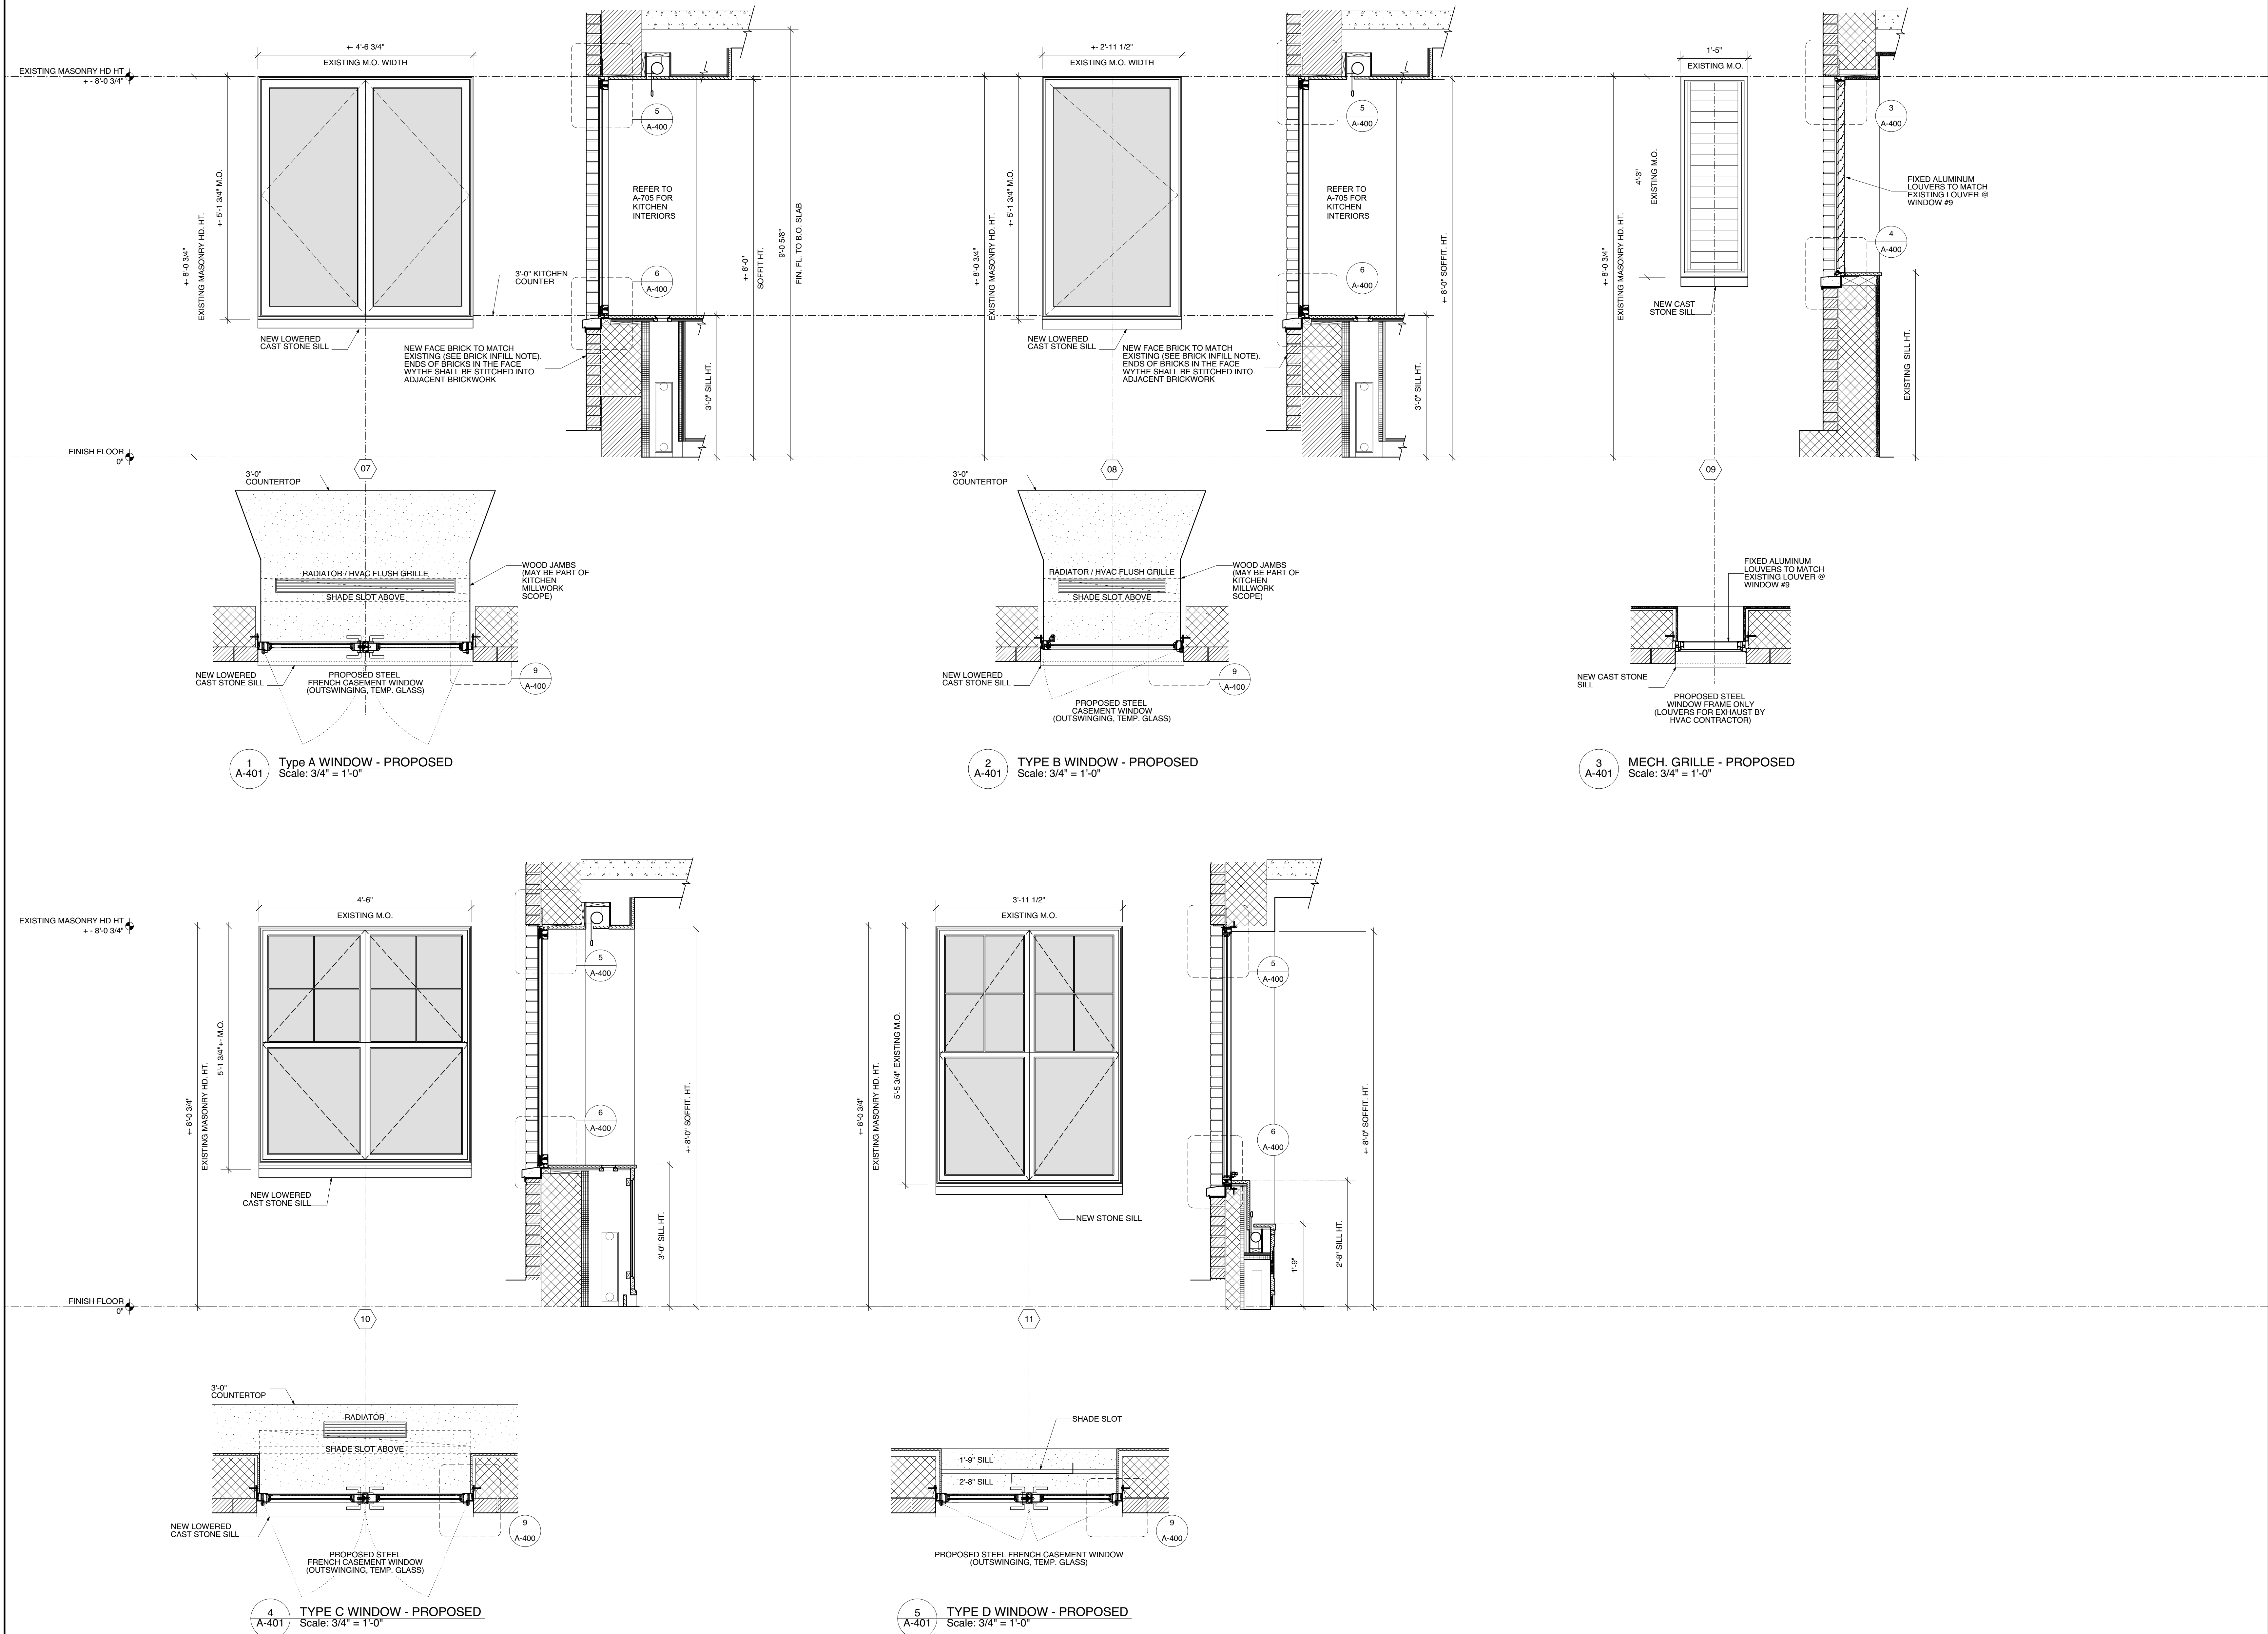 +- 4'-6 3/4"
EXISTING M.O. WIDTH
EXISTING MASONRY HD HT
+ - 8'-0 3/4"
+- 8'-0 3/4"
EXISTING MASONRY HD. HT.
+- 5'-1 3/4" M.O.
5
A-400
REFER TO
A-705 FOR
KITCHEN
INTERIORS
6
A-400
3'-0" KITCHEN
COUNTER
+- 8'-0"
SOFFIT HT.
9'-0 5/8"
FIN. FL. TO B.O. SLAB
NEW LOWERED
CAST STONE SILL
NEW FACE BRICK TO MATCH
EXISTING (SEE BRICK INFILL NOTE).
ENDS OF BRICKS IN THE FACE
WYTHE SHALL BE STITCHED INTO
ADJACENT BRICKWORK
3'-0" SILL HT.
FINISH FLOOR
0"
07
3'-0"
COUNTERTOP
RADIATOR / HVAC FLUSH GRILLE
SHADE SLOT ABOVE
WOOD JAMBS
(MAY BE PART OF
KITCHEN
MILLWORK
SCOPE)
NEW LOWERED
CAST STONE SILL
PROPOSED STEEL
FRENCH CASEMENT WINDOW
(OUTSWINGING, TEMP. GLASS)
9
A-400
1
A-401
Type A WINDOW - PROPOSED
Scale: 3/4" = 1'-0"
+- 2'-11 1/2"
EXISTING M.O. WIDTH
+- 8'-0 3/4"
EXISTING MASONRY HD. HT.
+- 5'-1 3/4" M.O.
5
A-400
REFER TO
A-705 FOR
KITCHEN
INTERIORS
6
A-400
+- 8'-0" SOFFIT. HT.
NEW LOWERED
CAST STONE SILL
NEW FACE BRICK TO MATCH
EXISTING (SEE BRICK INFILL NOTE).
ENDS OF BRICKS IN THE FACE
WYTHE SHALL BE STITCHED INTO
ADJACENT BRICKWORK
3'-0" SILL HT.
08
3'-0"
COUNTERTOP
RADIATOR / HVAC FLUSH GRILLE
SHADE SLOT ABOVE
WOOD JAMBS
(MAY BE PART OF
KITCHEN
MILLWORK
SCOPE)
NEW LOWERED
CAST STONE SILL
PROPOSED STEEL
CASEMENT WINDOW
(OUTSWINGING, TEMP. GLASS)
9
A-400
2
A-401
TYPE B WINDOW - PROPOSED
Scale: 3/4" = 1'-0"
1'-5"
EXISTING M.O.
+- 8'-0 3/4"
EXISTING MASONRY HD. HT.
4'-3"
EXISTING M.O.
3
A-400
FIXED ALUMINUM
LOUVERS TO MATCH
EXISTING LOUVER @
WINDOW #9
4
A-400
NEW CAST
STONE SILL
EXISTING SILL HT.
09
FIXED ALUMINUM
LOUVERS TO MATCH
EXISTING LOUVER @
WINDOW #9
NEW CAST STONE
SILL
PROPOSED STEEL
WINDOW FRAME ONLY
(LOUVERS FOR EXHAUST BY
HVAC CONTRACTOR)
3
A-401
MECH. GRILLE - PROPOSED
Scale: 3/4" = 1'-0"
4'-6"
EXISTING M.O.
EXISTING MASONRY HD HT
+ - 8'-0 3/4"
+- 8'-0 3/4"
EXISTING MASONRY HD. HT.
5'-1 3/4"+- M.O.
5
A-400
6
A-400
+- 8'-0" SOFFIT. HT.
NEW LOWERED
CAST STONE SILL
3'-0" SILL HT.
FINISH FLOOR
0"
10
3'-0"
COUNTERTOP
RADIATOR
SHADE SLOT ABOVE
NEW LOWERED
CAST STONE SILL
PROPOSED STEEL
FRENCH CASEMENT WINDOW
(OUTSWINGING, TEMP. GLASS)
9
A-400
4
A-401
TYPE C WINDOW - PROPOSED
Scale: 3/4" = 1'-0"
3'-11 1/2"
EXISTING M.O.
+- 8'-0 3/4"
EXISTING MASONRY HD. HT.
5'-5 3/4" EXISTING M.O.
5
A-400
6
A-400
+- 8'-0" SOFFIT. HT.
NEW STONE SILL
1'-9"
2'-8" SILL HT.
11
SHADE SLOT
1'-9" SILL
2'-8" SILL
9
A-400
PROPOSED STEEL FRENCH CASEMENT WINDOW
(OUTSWINGING, TEMP. GLASS)
5
A-401
TYPE D WINDOW - PROPOSED
Scale: 3/4" = 1'-0"